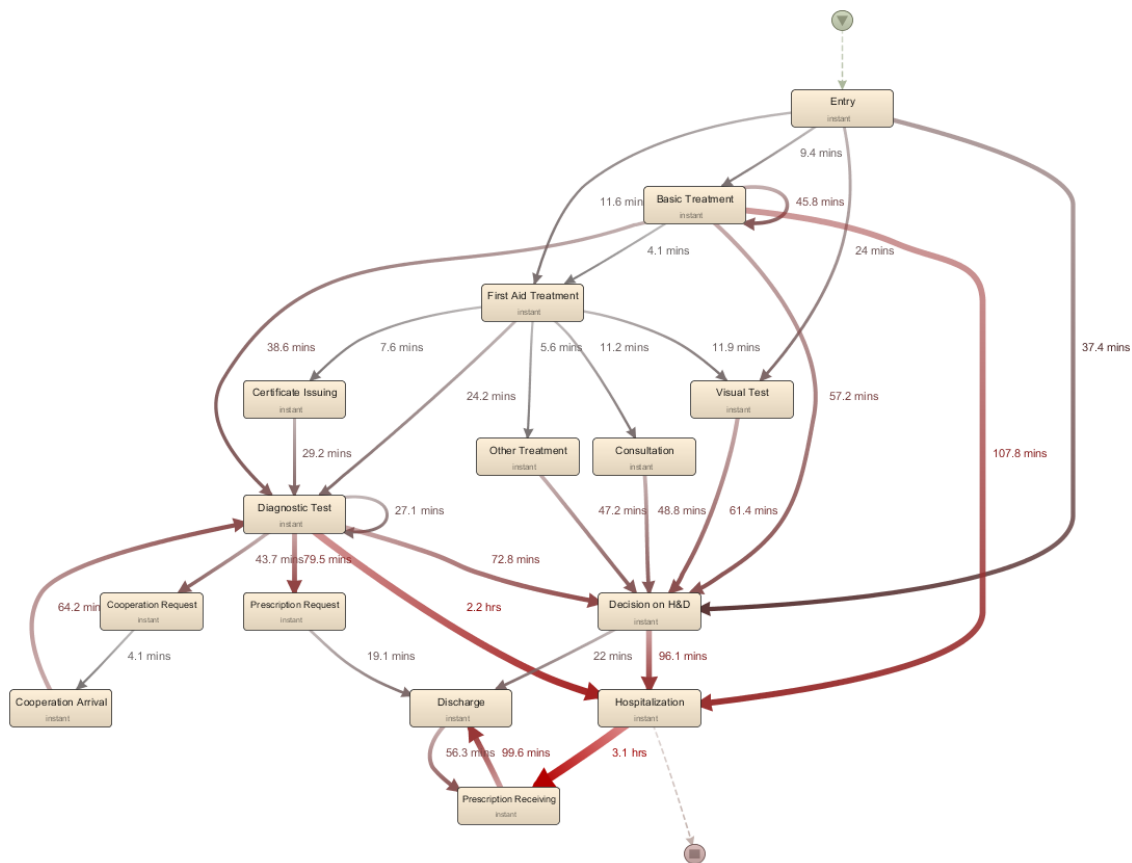 Entry
instant
9.4 mins
11.6 min
Basic Treatment
instant
45.8 mins
4.1 mins
24 mins
First Aid Treatment
instant
38.6 mins
7.6 mins
5.6 mins
11.2 mins
11.9 mins
37.4 mins
Certificate Issuing
instant
24.2 mins
Visual Test
instant
57.2 mins
29.2 mins
Other Treatment
instant
Consultation
instant
107.8 mins
Diagnostic Test
instant
27.1 mins
47.2 mins
48.8 mins
61.4 mins
43.7 mins
79.5 mins
72.8 mins
64.2 min
Cooperation Request
instant
Prescription Request
instant
2.2 hrs
Decision on H&D
instant
4.1 mins
19.1 mins
22 mins
96.1 mins
Cooperation Arrival
instant
Discharge
instant
Hospitalization
instant
56.3 mins
99.6 mins
3.1 hrs
Prescription Receiving
instant